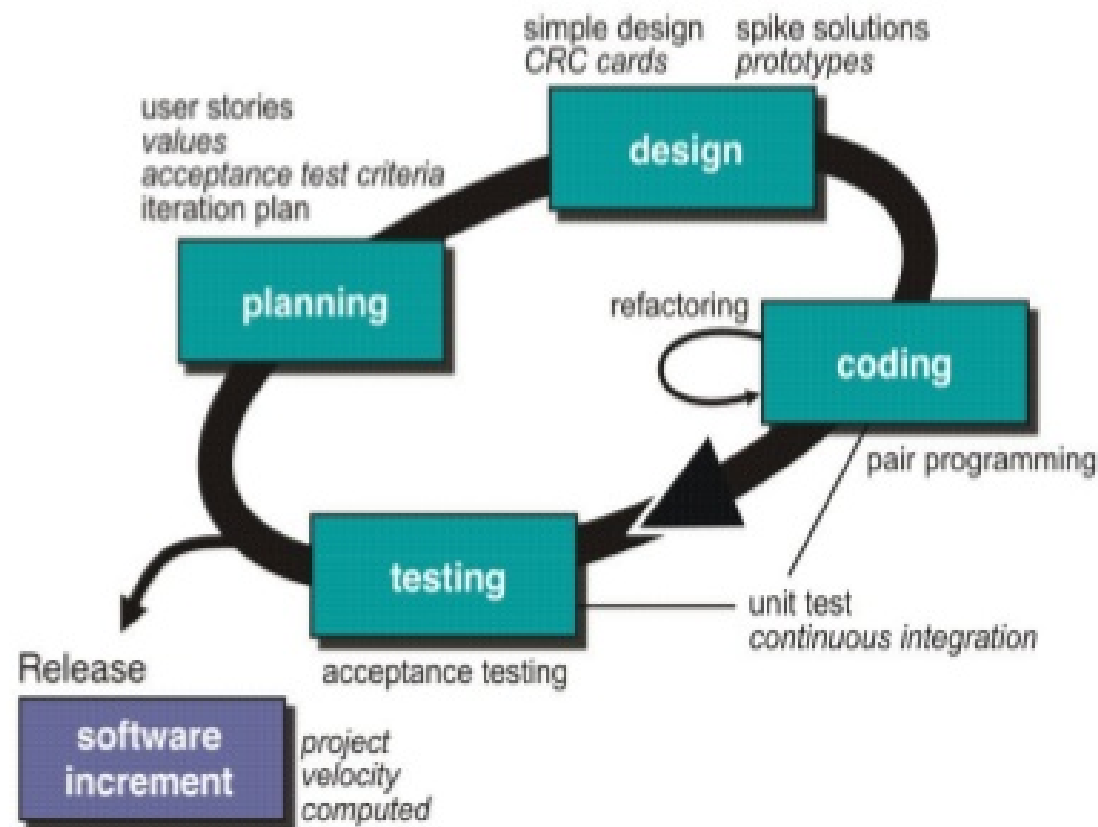 simple design
CRC cards
spike solutions
prototypes
design
user stories
values
acceptance test criteria
iteration plan
planning
refactoring
coding
pair programming
testing
unit test
continuous integration
acceptance testing
Release
software
increment
project
velocity
computed